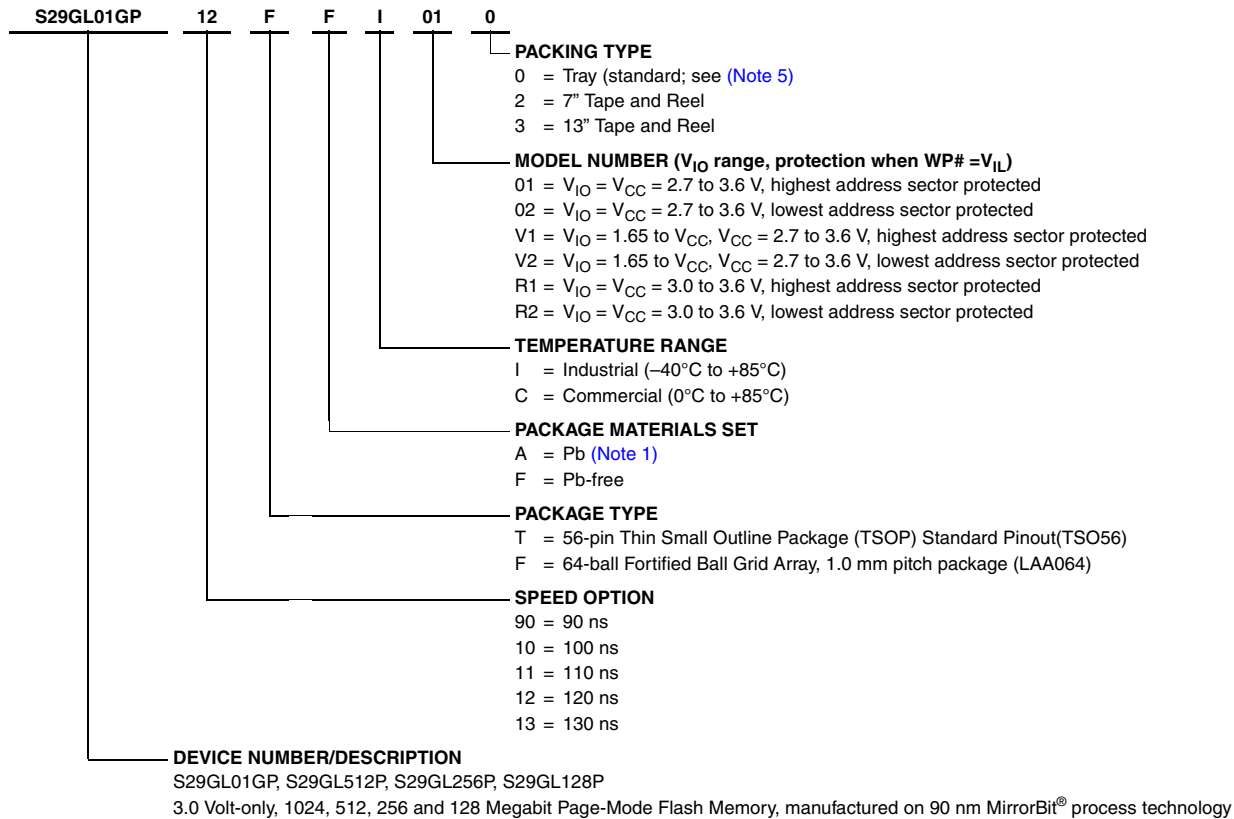 S29GL01GP 12 F F I 01 0
PACKING TYPE
0 = Tray (standard; see (Note 5)
2 = 7” Tape and Reel
3 = 13” Tape and Reel
MODEL NUMBER (VIO range, protection when WP# =VIL)
01 = VIO = VCC = 2.7 to 3.6 V, highest address sector protected
02 = VIO = VCC = 2.7 to 3.6 V, lowest address sector protected
V1 = VIO = 1.65 to VCC, VCC = 2.7 to 3.6 V, highest address sector protected
V2 = VIO = 1.65 to VCC, VCC = 2.7 to 3.6 V, lowest address sector protected
R1 = VIO = VCC = 3.0 to 3.6 V, highest address sector protected
R2 = VIO = VCC = 3.0 to 3.6 V, lowest address sector protected
TEMPERATURE RANGE
I = Industrial (–40°C to +85°C)
C = Commercial (0°C to +85°C)
PACKAGE MATERIALS SET
A = Pb (Note 1)
F = Pb-free
PACKAGE TYPE
T = 56-pin Thin Small Outline Package (TSOP) Standard Pinout(TSO56)
F = 64-ball Fortified Ball Grid Array, 1.0 mm pitch package (LAA064)
SPEED OPTION
90 = 90 ns
10 = 100 ns
11 = 110 ns
12 = 120 ns
13 = 130 ns
DEVICE NUMBER/DESCRIPTION
S29GL01GP, S29GL512P, S29GL256P, S29GL128P
3.0 Volt-only, 1024, 512, 256 and 128 Megabit Page-Mode Flash Memory, manufactured on 90 nm MirrorBit® process technology